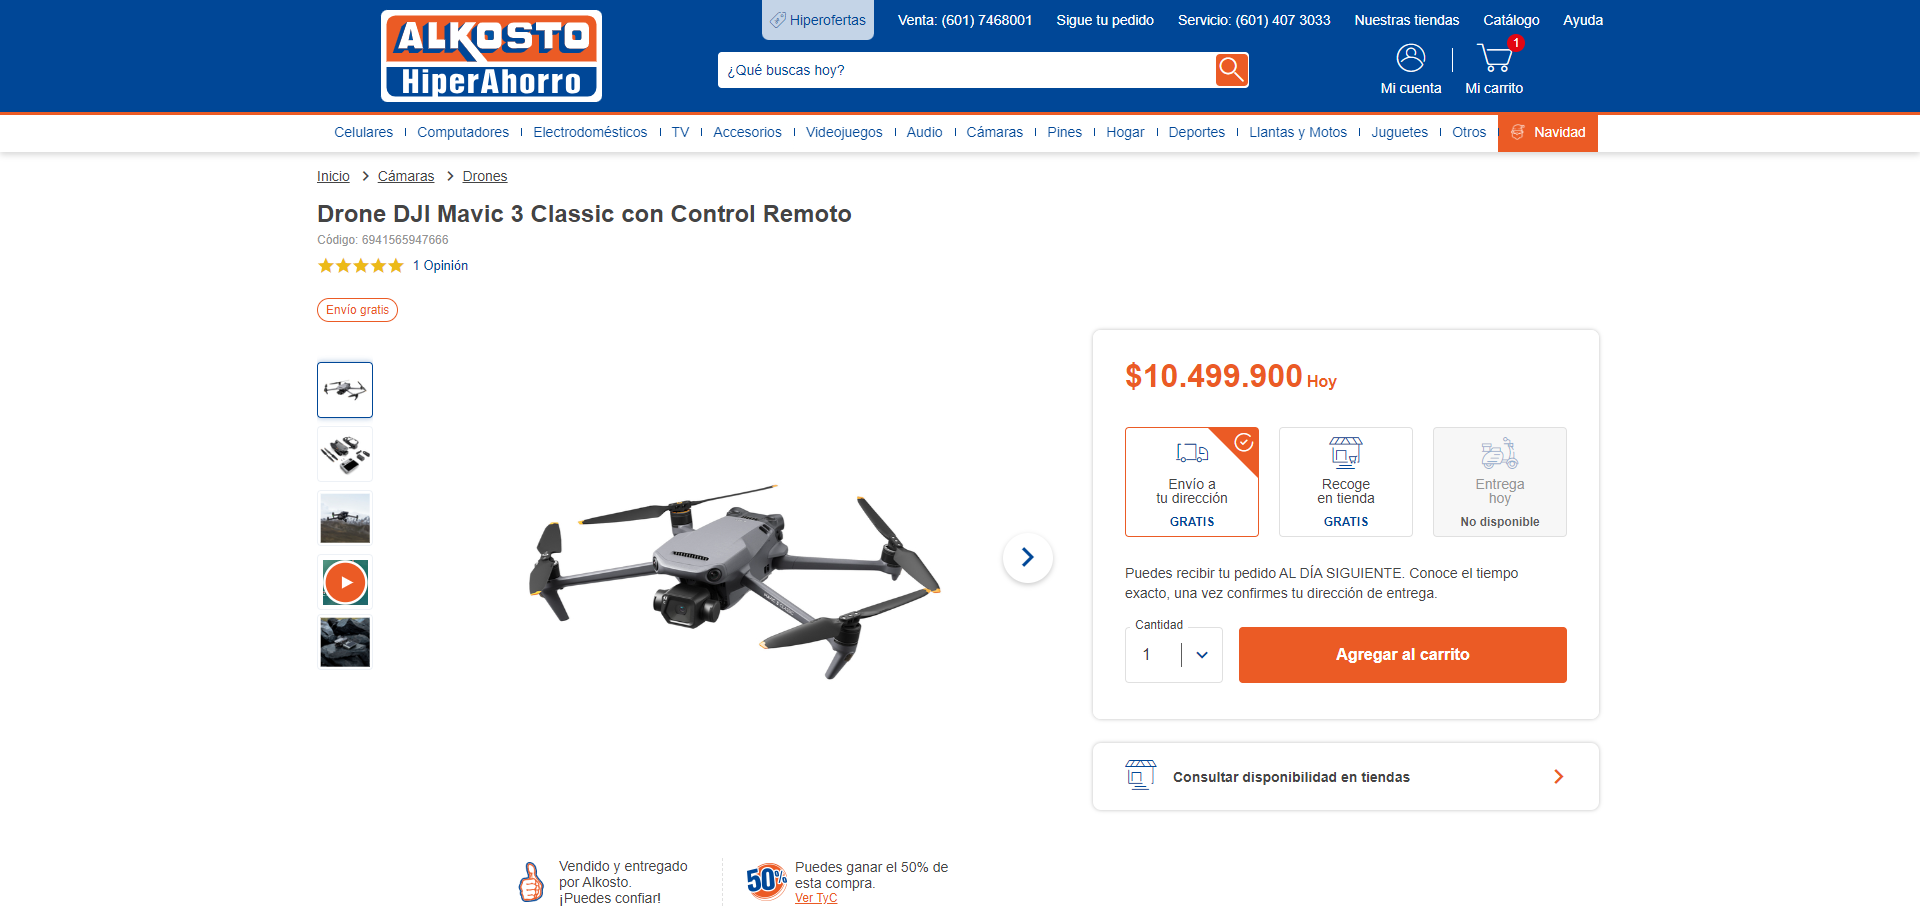 Hiperofertas
Venta: (601) 7468001
Sigue tu pedido
Servicio: (601) 407 3033
Nuestras tiendas
Catálogo
Ayuda
ALKOSTO
HiperAhorro
¿Qué buscas hoy?
1
Mi cuenta
Mi carrito
Celulares
Computadores
Electrodomésticos
TV
Accesorios
Videojuegos
Audio
Cámaras
Pines
Hogar
Deportes
Llantas y Motos
Juguetes
Otros
Navidad
Inicio
Cámaras
Drones
Drone DJI Mavic 3 Classic con Control Remoto
Código: 6941565947666
1 Opinión
Envío gratis
$10.499.900 Hoy
Envío a
tu dirección
GRATIS
Recoge
en tienda
GRATIS
Entrega
hoy
No disponible
Puedes recibir tu pedido AL DÍA SIGUIENTE. Conoce el tiempo
exacto, una vez confirmes tu dirección de entrega.
Cantidad
1
Agregar al carrito
Consultar disponibilidad en tiendas
Vendido y entregado
por Alkosto.
¡Puedes confiar!
50%
Puedes ganar el 50% de
esta compra.
Ver TyC